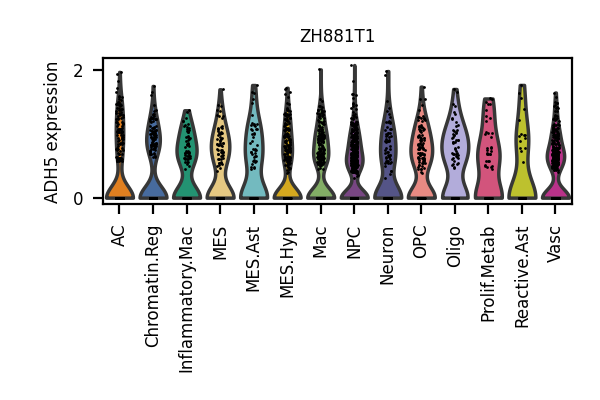 ZH881T1
ADH5 expression
2
0
AC
Chromatin.Reg
Inflammatory.Mac
MES
MES.Ast
MES.Hyp
Mac
NPC
Neuron
OPC
Oligo
Prolif.Metab
Reactive.Ast
Vasc